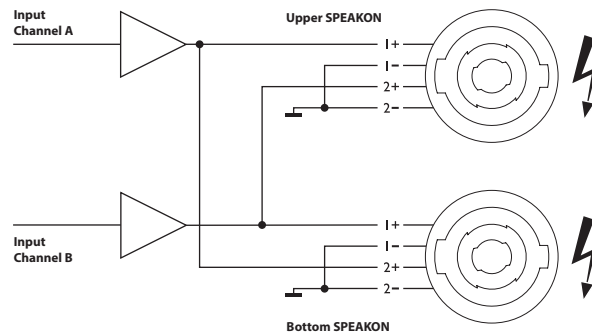 Input
Channel A
Upper SPEAKON
1+
1-
2+
2-
Input
Channel B
1+
1-
2+
2-
Bottom SPEAKON